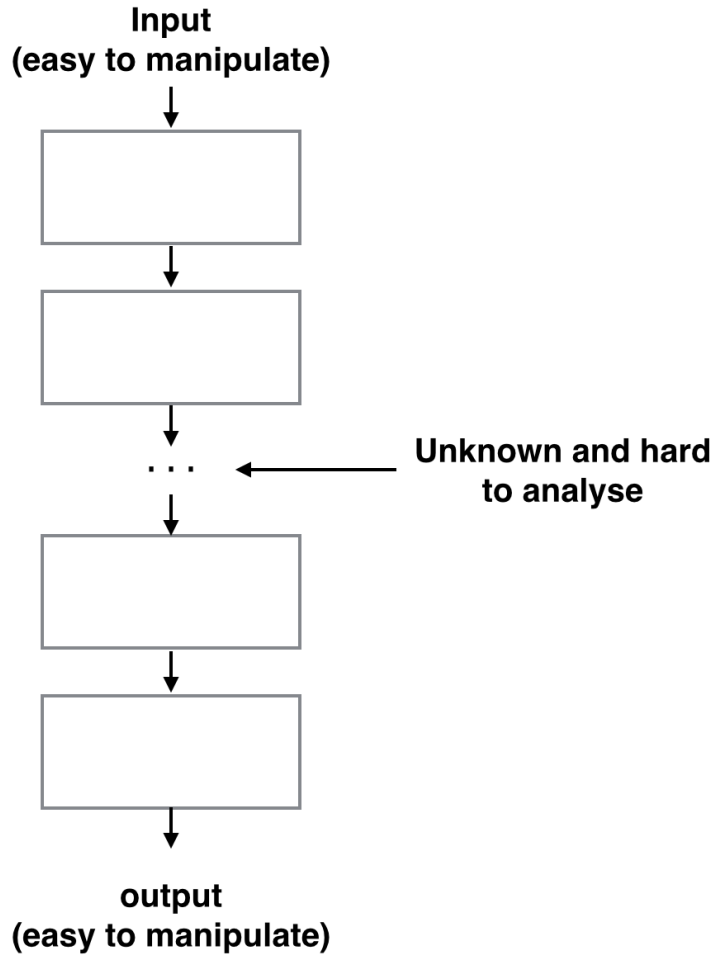 Input
(easy to manipulate)
. . .
Unknown and hard
to analyse
output
(easy to manipulate)